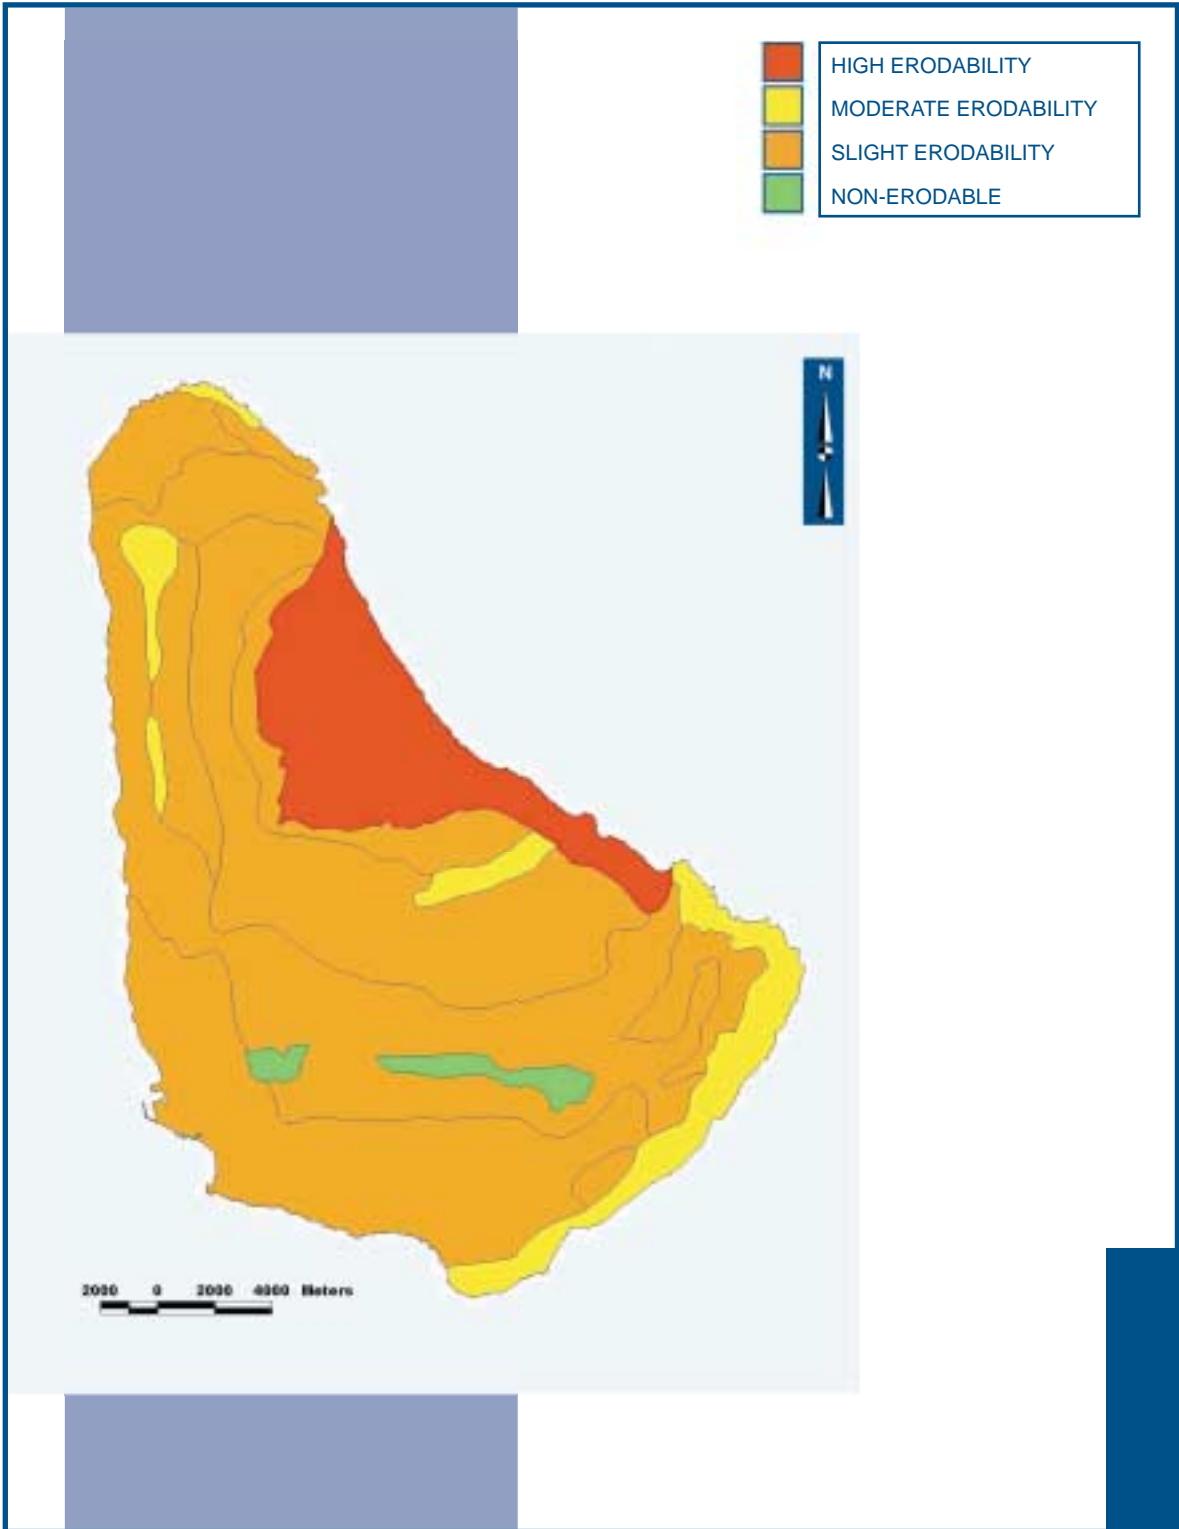 HIGH ERODABILITY
MODERATE ERODABILITY
SLIGHT ERODABILITY
NON-ERODABLE
N
2000 0 2000 4000 Meters